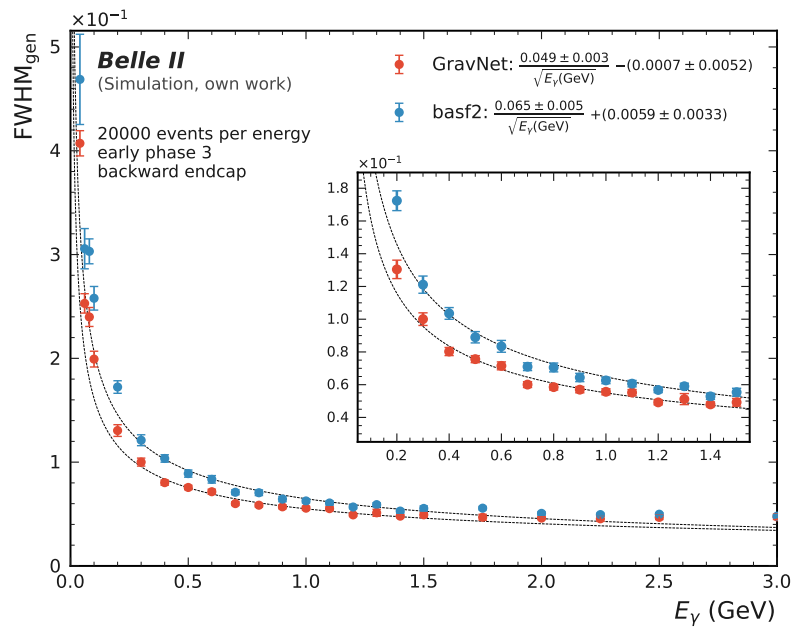 ×10⁻¹
Belle II
(Simulation, own work)
20000 events per energy
early phase 3
backward endcap
GravNet: 0.049 ± 0.003 / √E_γ(GeV) −(0.0007 ± 0.0052)
basf2: 0.065 ± 0.005 / √E_γ(GeV) +(0.0059 ± 0.0033)
FWHM_gen
5
4
3
2
1
0
0.0 0.5 1.0 1.5 2.0 2.5 3.0
E_γ (GeV)
×10⁻¹
1.8
1.6
1.4
1.2
1.0
0.8
0.6
0.4
0.2 0.4 0.6 0.8 1.0 1.2 1.4